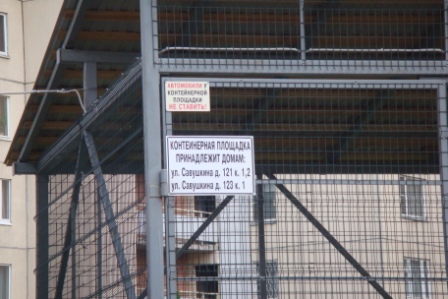 АВТОМОБИЛИ У
КОНТЕЙНЕРНОЙ
ПЛОЩАДКИ
НЕ СТАВИТЬ!
КОНТЕЙНЕРНАЯ ПЛОЩАДКА
ПРИНАДЛЕЖИТ ДОМАМ:
ул. Савушкина д. 121 к. 1,2
ул. Савушкина д. 123 к. 1